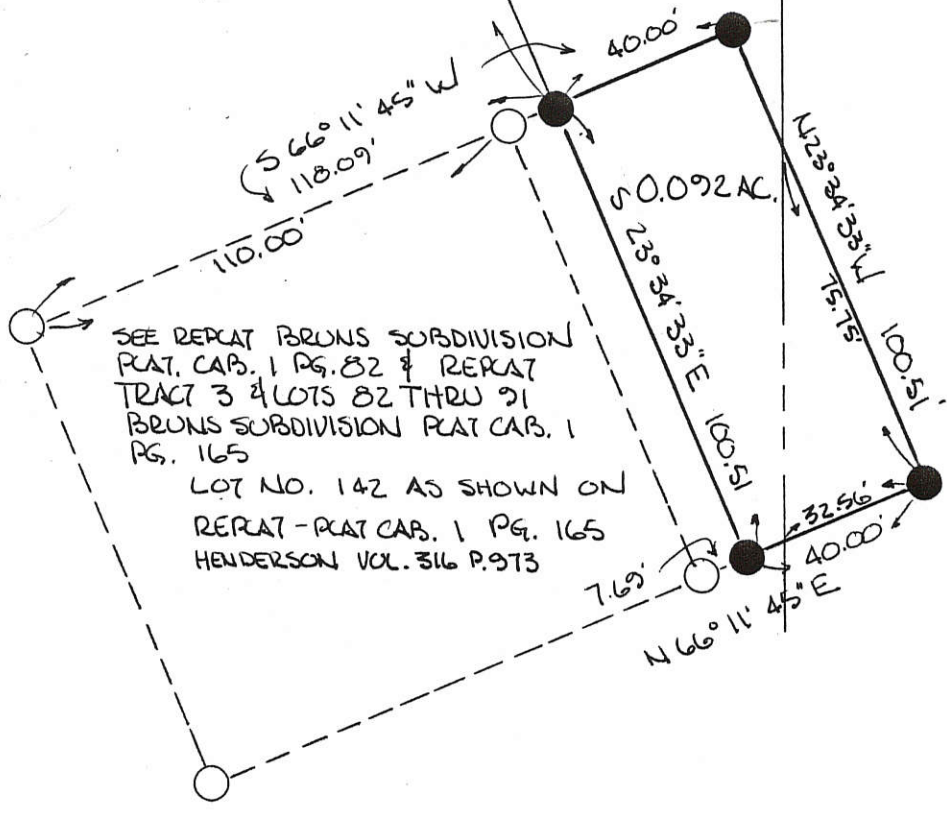 40.00'
S 66° 11' 45" W
118.09'
110.00'
0.092 AC.
N23°34'33"W
75.75'
100.51'
S 23° 34' 33" E 100.51
SEE REPLAT BRUNS SUBDIVISION
PLAT. CAB. 1 PG. 82 & REPLAT
TRACT 3 & LOTS 82 THRU 91
BRUNS SUBDIVISION PLAT CAB. 1
PG. 165
LOT NO. 142 AS SHOWN ON
REPLAT - PLAT CAB. 1 PG. 165
HENDERSON VOL. 316 P. 973
32.56'
40.00'
7.69'
N 66° 11' 45" E